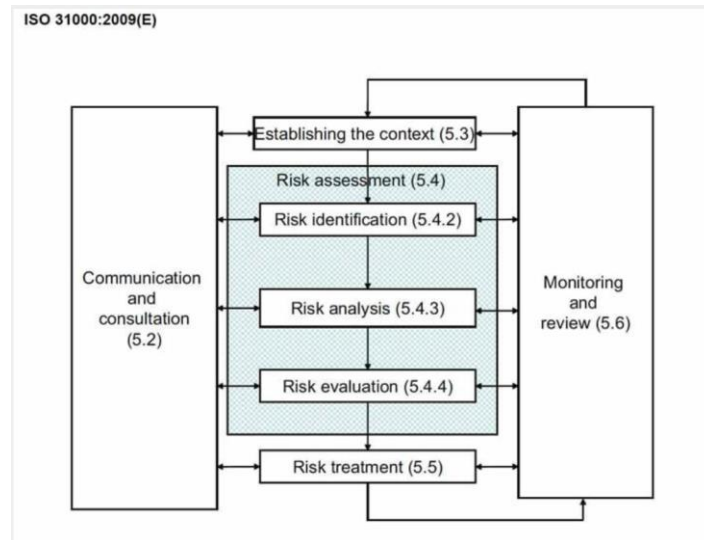 ISO 31000:2009(E)
Establishing the context (5.3)
Risk assessment (5.4)
Risk identification (5.4.2)
Communication
and
consultation
(5.2)
Risk analysis (5.4.3)
Monitoring
and
review (5.6)
Risk evaluation (5.4.4)
Risk treatment (5.5)